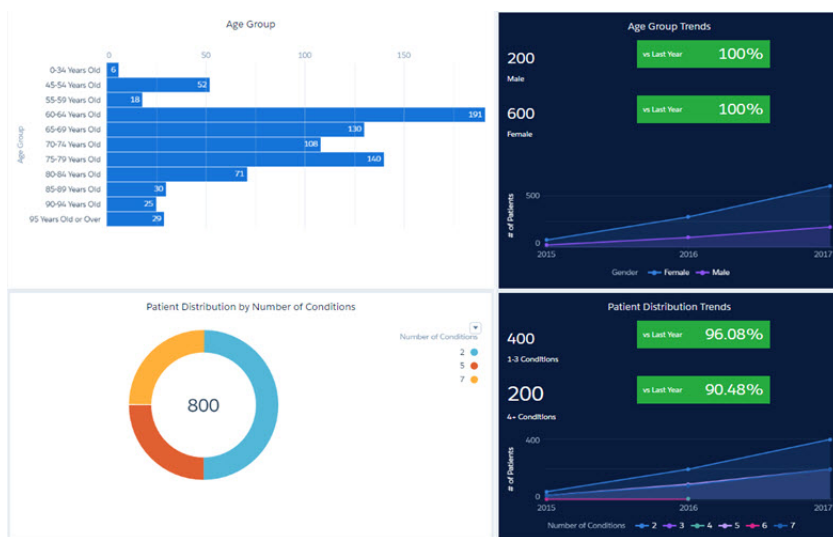 Age Group
0 50 100 150
Age Group
0-34 Years Old 6
45-54 Years Old 52
55-59 Years Old 18
60-64 Years Old 191
65-69 Years Old 130
70-74 Years Old 108
75-79 Years Old 140
80-84 Years Old 71
85-89 Years Old 30
90-94 Years Old 25
95 Years Old or Over 29
Age Group Trends
200
Male
vs Last Year 100%
600
Female
vs Last Year 100%
# of Patients
500
0
2015 2016 2017
Gender Female Male
Patient Distribution by Number of Conditions
Number of Conditions
2
5
7
800
Patient Distribution Trends
400
1-3 Conditions
vs Last Year 96.08%
200
4+ Conditions
vs Last Year 90.48%
# of Patients
400
0
2015 2016 2017
Number of Conditions 2 3 4 5 6 7